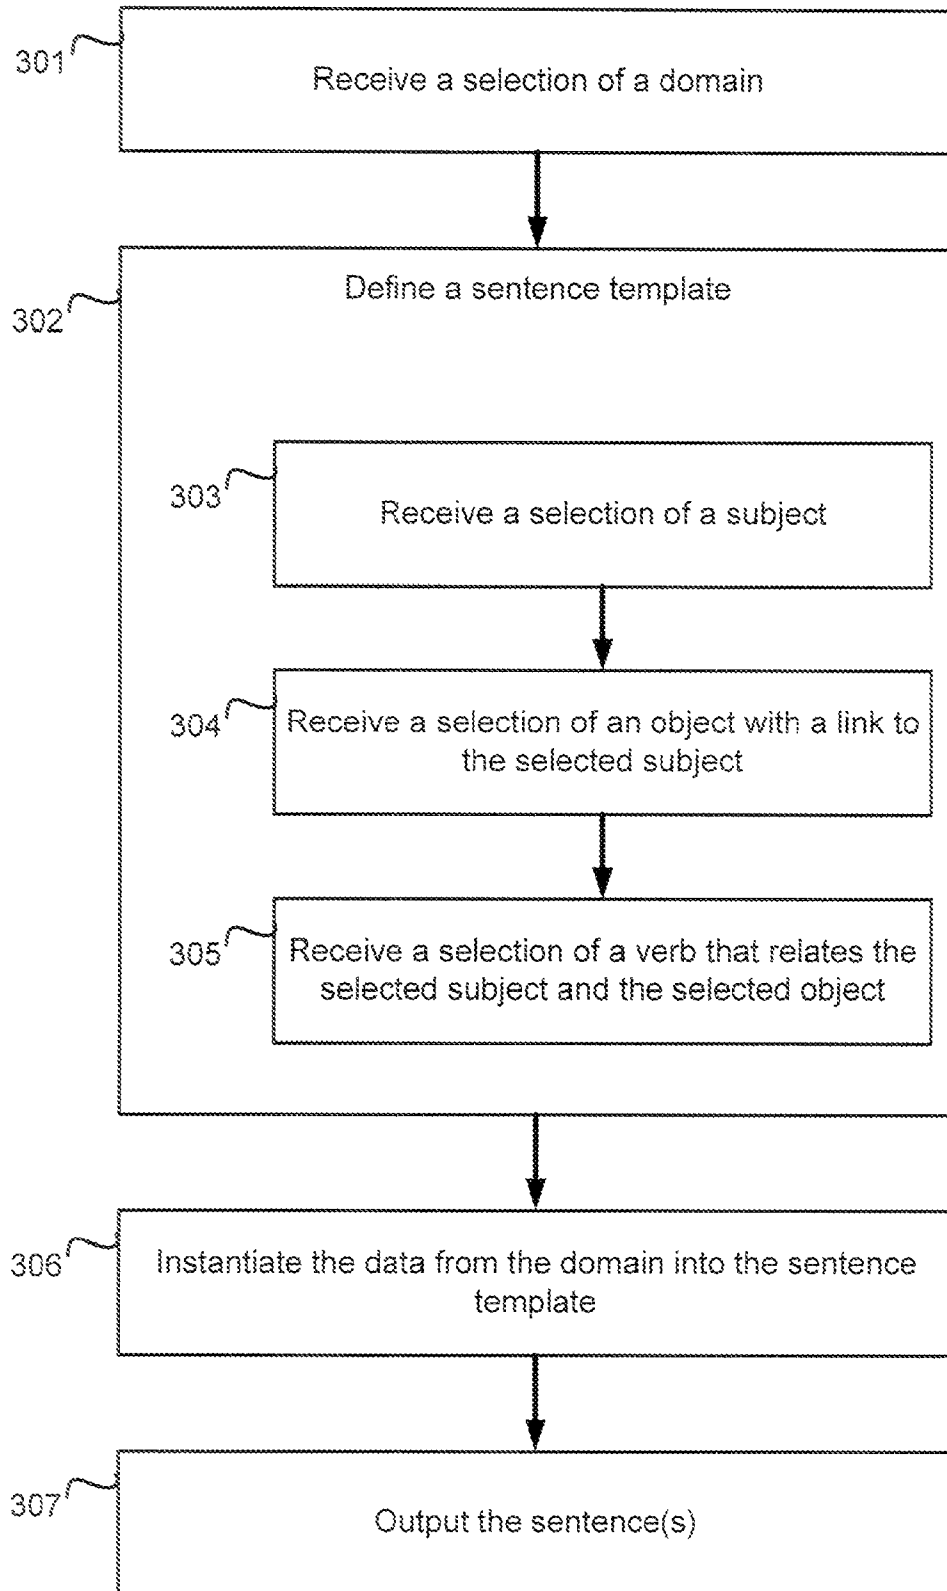 301
Receive a selection of a domain
302
Define a sentence template
303
Receive a selection of a subject
304
Receive a selection of an object with a link to
the selected subject
305
Receive a selection of a verb that relates the
selected subject and the selected object
306
Instantiate the data from the domain into the sentence
template
307
Output the sentence(s)